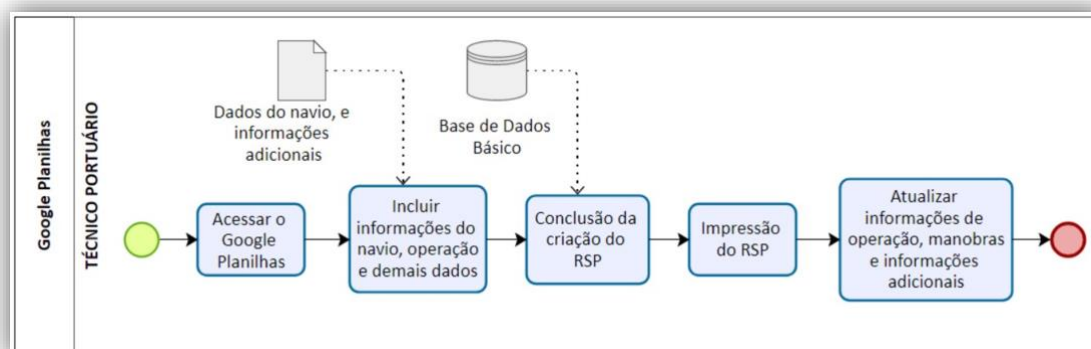 Google Planilhas
TÉCNICO PORTUÁRIO
Dados do navio, e
informações
adicionais
Base de Dados
Básico
Acessar o
Google
Planilhas
Incluir
informações do
navio, operação
e demais dados
Conclusão da
criação do
RSP
Impressão
do RSP
Atualizar
informações de
operação, manobras
e informações
adicionais